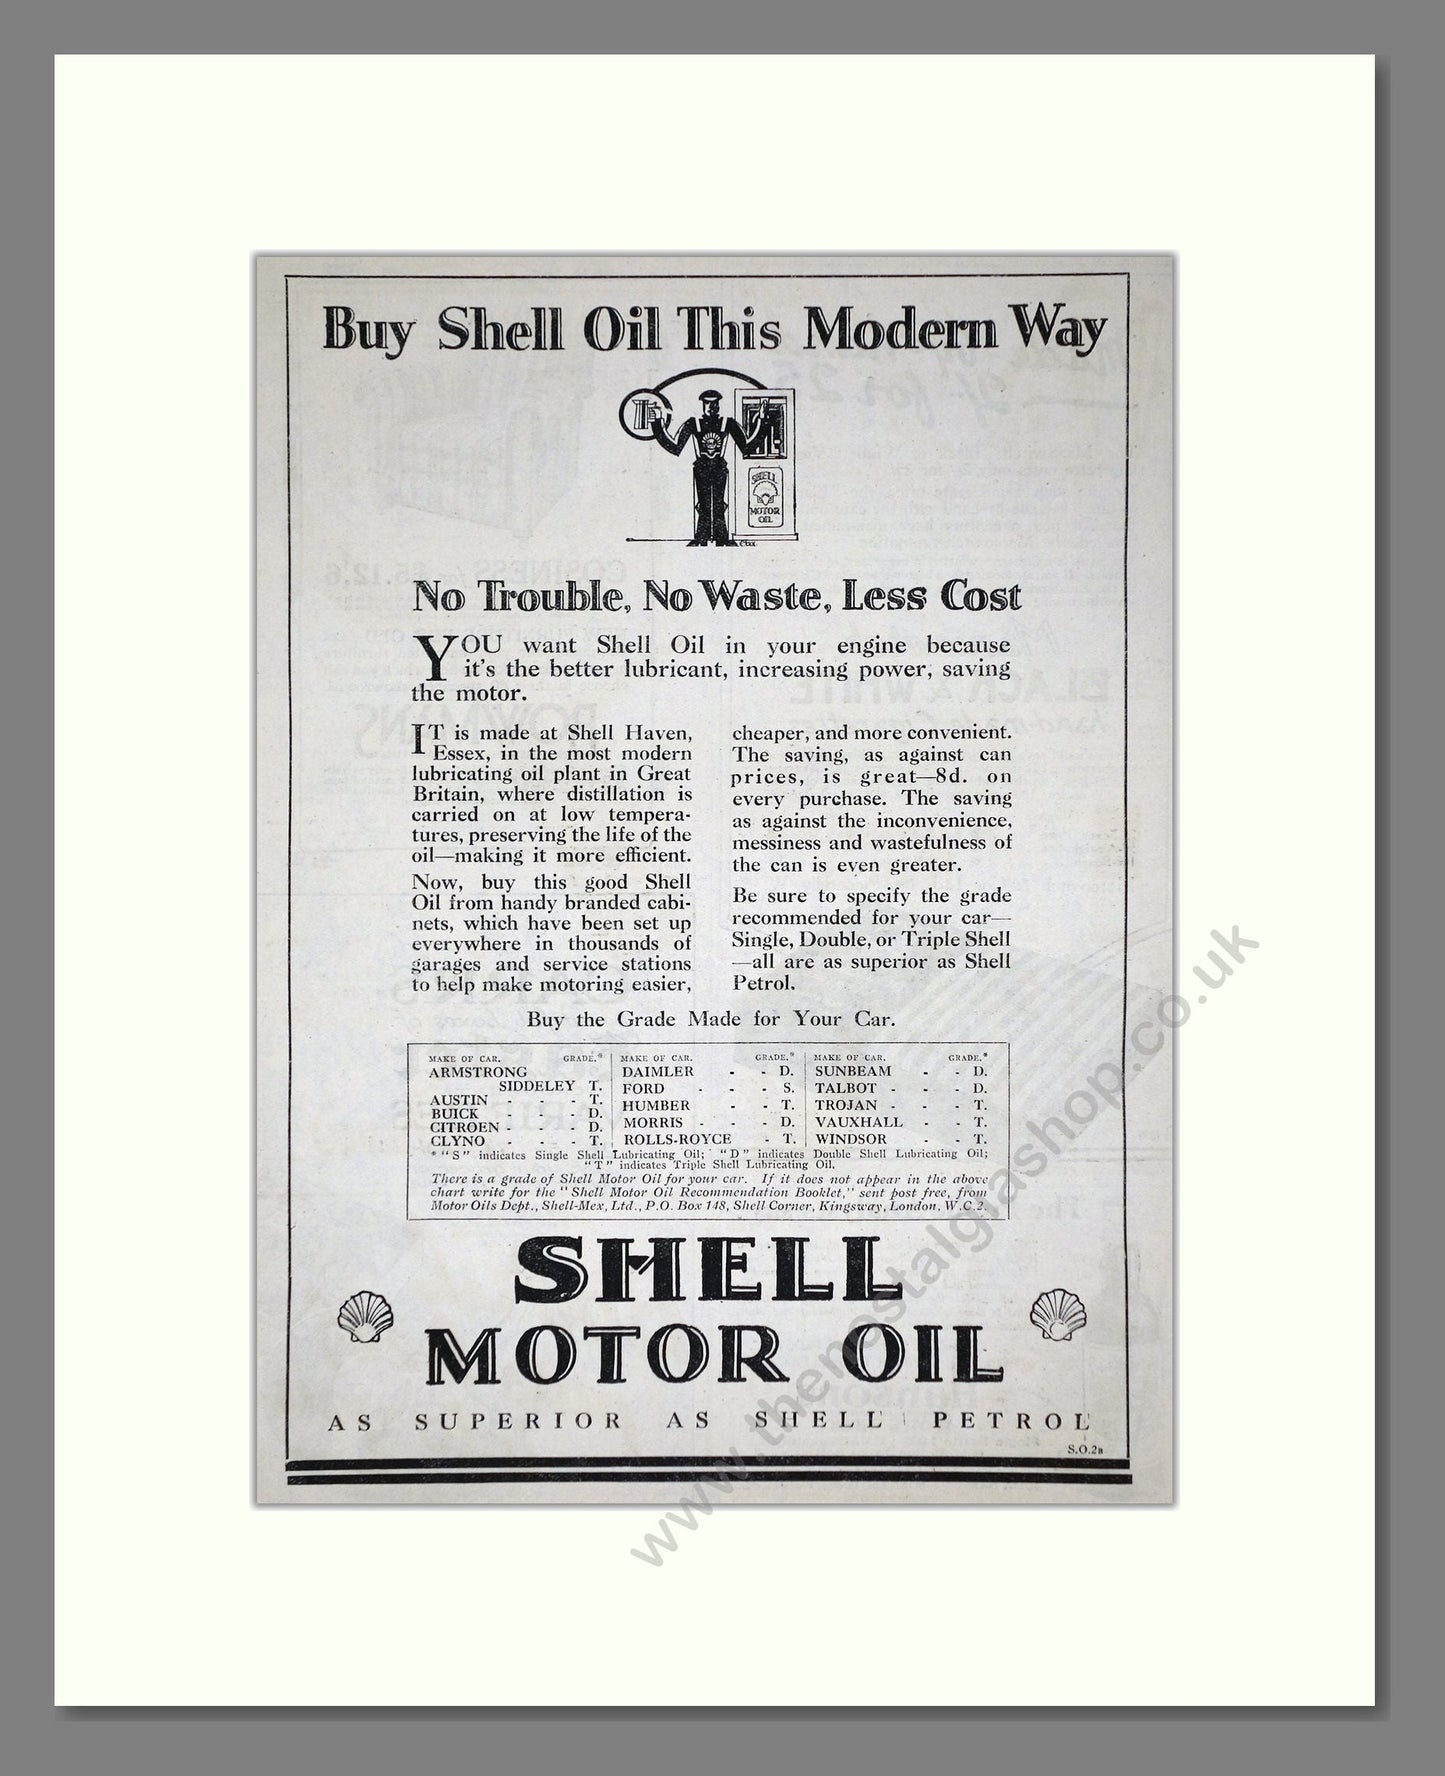 Buy Shell Oil This Modern Way
SHELL
MOTOR
OIL
No Trouble, No Waste, Less Cost
YOU want Shell Oil in your engine because
it's the better lubricant, increasing power, saving
the motor.
IT is made at Shell Haven,
Essex, in the most modern
lubricating oil plant in Great
Britain, where distillation is
carried on at low tempera-
tures, preserving the life of the
oil—making it more efficient.
Now, buy this good Shell
Oil from handy branded cabi-
nets, which have been set up
everywhere in thousands of
garages and service stations
to help make motoring easier,
cheaper, and more convenient.
The saving, as against can
prices, is great—8d. on
every purchase. The saving
as against the inconvenience,
messiness and wastefulness of
the can is even greater.
Be sure to specify the grade
recommended for your car—
Single, Double, or Triple Shell
—all are as superior as Shell
Petrol.
Buy the Grade Made for Your Car.
MAKE OF CAR. GRADE.*
ARMSTRONG
SIDDELEY T.
AUSTIN - - - T.
BUICK - - - D.
CITROEN - - - D.
CLYNO - - - T.
MAKE OF CAR. GRADE.*
DAIMLER - - D.
FORD - - - S.
HUMBER - - T.
MORRIS - - - D.
ROLLS-ROYCE - T.
MAKE OF CAR. GRADE.*
SUNBEAM - - D.
TALBOT - - - D.
TROJAN - - - T.
VAUXHALL - - T.
WINDSOR - - T.
* "S" indicates Single Shell Lubricating Oil; "D" indicates Double Shell Lubricating Oil;
"T" indicates Triple Shell Lubricating Oil.
There is a grade of Shell Motor Oil for your car. If it does not appear in the above
chart write for the "Shell Motor Oil Recommendation Booklet," sent post free, from
Motor Oils Dept., Shell-Mex, Ltd., P.O. Box 148, Shell Corner, Kingsway, London, W.C.2.
SHELL
MOTOR OIL
AS SUPERIOR AS SHELL PETROL
S.O.2B
www.thenostalgiashop.co.uk